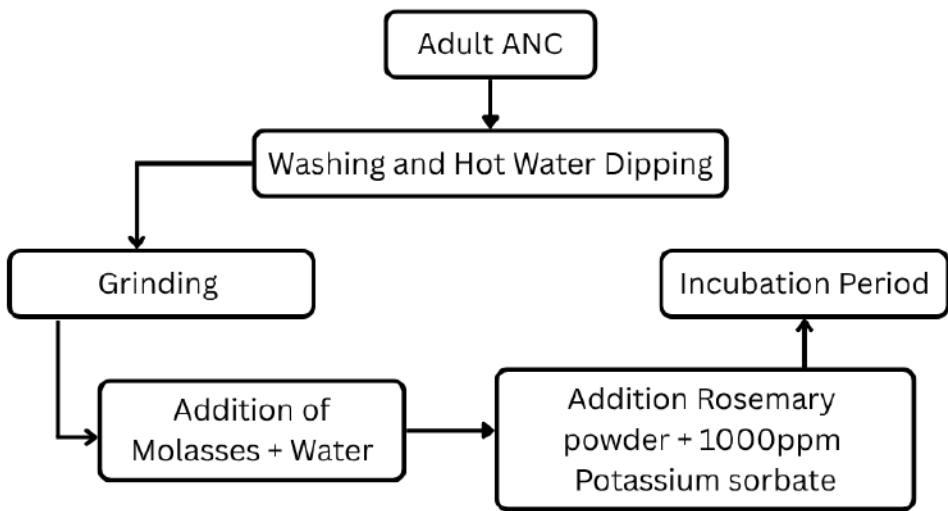 Adult ANC
Washing and Hot Water Dipping
Grinding
Addition of
Molasses + Water
Addition Rosemary
powder + 1000ppm
Potassium sorbate
Incubation Period